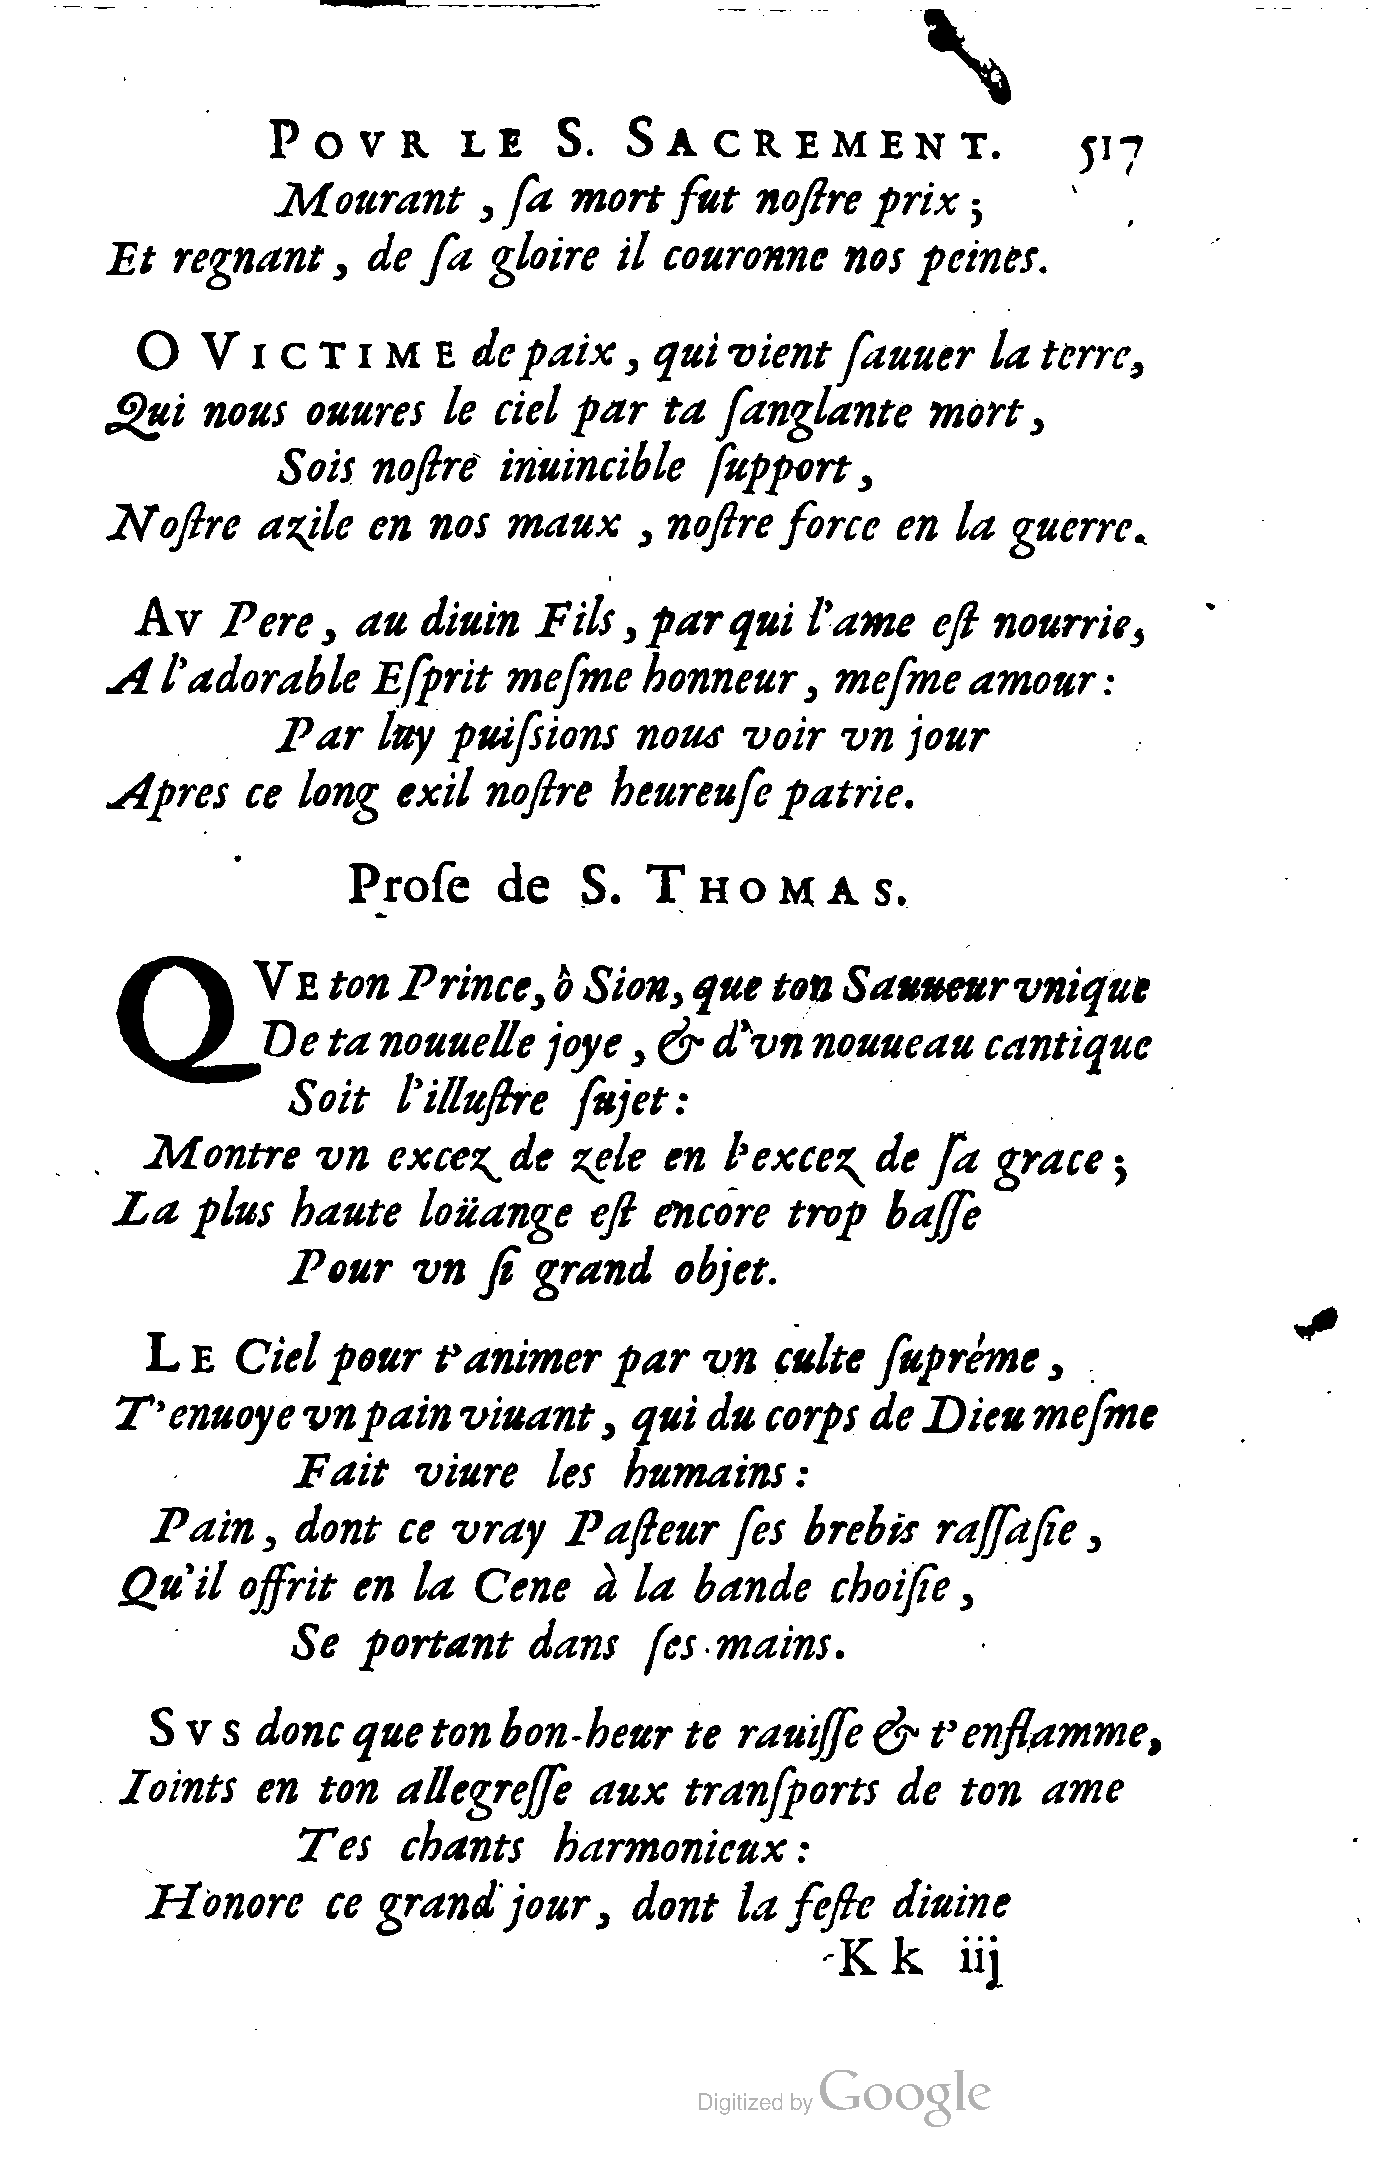 POVR LE S. SACREMENT. 517
Mourant, ſa mort fut noſtre prix;
Et regnant, de ſa gloire il couronne nos peines.
O VICTIME de paix, qui vient ſauuer la terre,
Qui nous ouures le ciel par ta ſanglante mort,
Sois noſtre inuincible ſupport,
Noſtre azile en nos maux, noſtre force en la guerre.
AV Pere, au diuin Fils, par qui l'ame eſt nourrie,
A l'adorable Eſprit meſme honneur, meſme amour:
Par luy puiſsions nous voir vn jour
Apres ce long exil noſtre heureuſe patrie.
Proſe de S. THOMAS.
QVE ton Prince, ô Sion, que ton Sauueur vnique
De ta nouuelle joye, & d'vn nouueau cantique
Soit l'illuſtre ſujet:
Montre vn excez de zele en l'excez de ſa grace;
La plus haute loüange eſt encore trop baſſe
Pour vn ſi grand objet.
LE Ciel pour t'animer par vn culte ſuprême,
T'enuoye vn pain viuant, qui du corps de Dieu meſme
Fait viure les humains:
Pain, dont ce vray Paſteur ſes brebis raſſaſie,
Qu'il offrit en la Cene à la bande choiſie,
Se portant dans ſes mains.
SVS donc que ton bon-heur te rauiſſe & t'enflamme,
Ioints en ton allegreſſe aux tranſports de ton ame
Tes chants harmonieux:
Honore ce grand jour, dont la feſte diuine
Kk iij
Digitized by Google